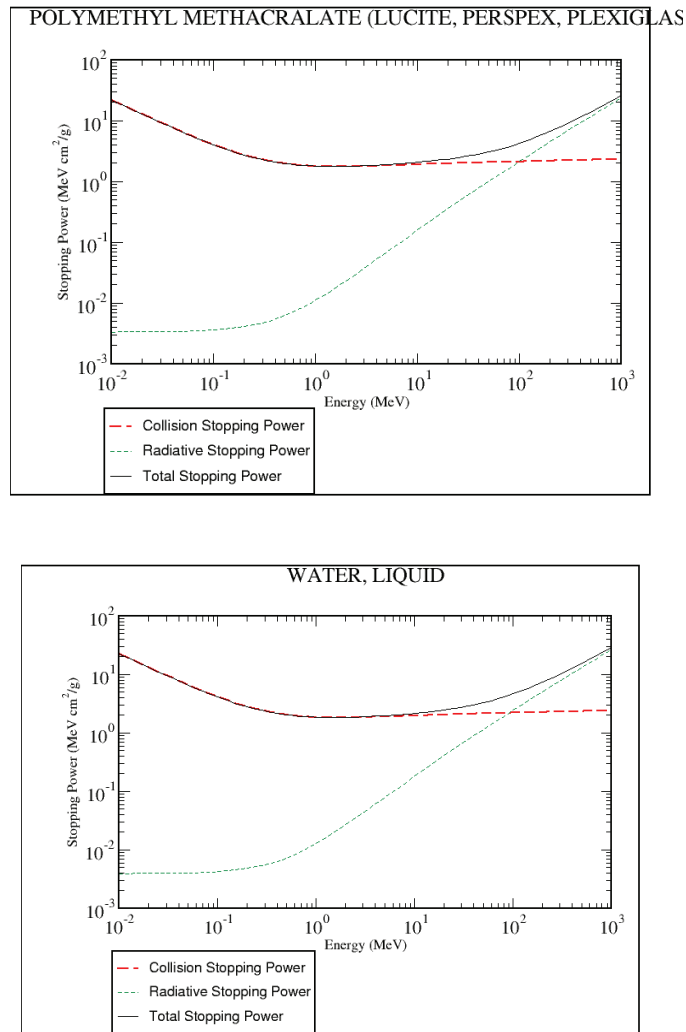 POLYMETHYL METHACRALATE (LUCITE, PERSPEX, PLEXIGLAS
Stopping Power (MeV cm²/g)
10²
10¹
10⁰
10⁻¹
10⁻²
10⁻³
10⁻² 10⁻¹ 10⁰ 10¹ 10² 10³
Energy (MeV)
Collision Stopping Power
Radiative Stopping Power
Total Stopping Power
WATER, LIQUID
Stopping Power (MeV cm²/g)
10²
10¹
10⁰
10⁻¹
10⁻²
10⁻³
10⁻² 10⁻¹ 10⁰ 10¹ 10² 10³
Energy (MeV)
Collision Stopping Power
Radiative Stopping Power
Total Stopping Power